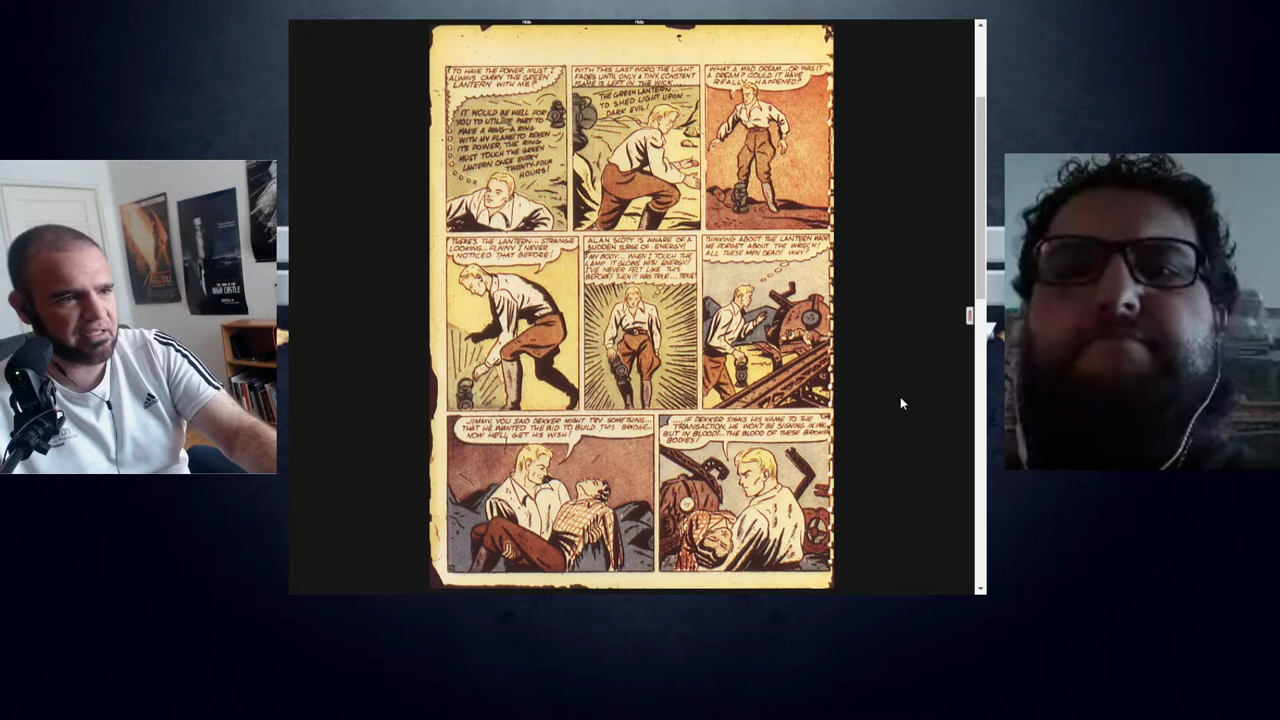 "TO HAVE THE POWER, MUST I
ALWAYS CARRY THE GREEN
LANTERN WITH ME?"
IT WOULD BE WELL FOR
YOU TO UTILIZE PART TO
MAKE A RING—A RING
WITH MY FLAME! TO RENEW
ITS POWER, THE RING
MUST TOUCH THE GREEN
LANTERN ONCE EVERY
TWENTY-FOUR
HOURS!
WITH THIS LAST WORD, THE LIGHT
FADES UNTIL ONLY A TINY, CONSTANT
FLAME IS LEFT IN THE WICK...
THE GREEN LANTERN...
TO SHED LIGHT UPON
DARK EVIL!
WHAT A MAD DREAM...OR WAS IT
A DREAM? COULD IT HAVE
REALLY HAPPENED?
THERE'S THE LANTERN... STRANGE
LOOKING... FUNNY I NEVER
NOTICED THAT BEFORE!
ALAN SCOTT IS AWARE OF A
SUDDEN SURGE OF ENERGY!
MY BODY... WHEN I TOUCH THE
LAMP IT GLOWS WITH ENERGY!
I'VE NEVER FELT LIKE THIS
BEFORE! THEN IT WAS TRUE... TRUE!
THINKING ABOUT THE LANTERN MADE
ME FORGET ABOUT THE WRECK!
ALL THESE MEN DEAD! WHY?
JIMMY, YOU SAID DEKKER MIGHT TRY SOMETHING...
THAT HE WANTED THE BID TO BUILD THIS BRIDGE.
NOW HE'LL GET HIS WISH!
...IF DEKKER SIGNS HIS NAME TO THE
TRANSACTION, HE WON'T BE SIGNING IN INK,
BUT IN BLOOD!... THE BLOOD OF THESE BROKEN
BODIES!
HIGH CASTLE